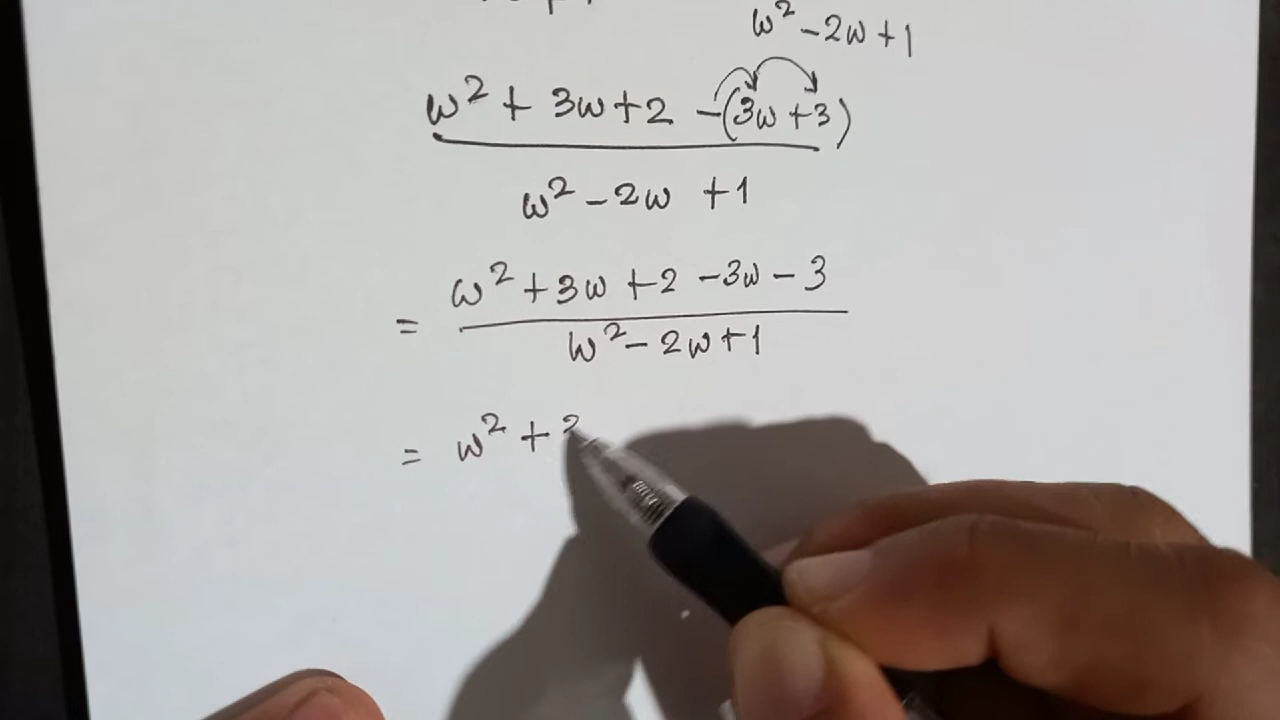 w² - 2w + 1
w² + 3w + 2 - (3w + 3)
w² - 2w + 1
= w² + 3w + 2 - 3w - 3
w² - 2w + 1
= w² +